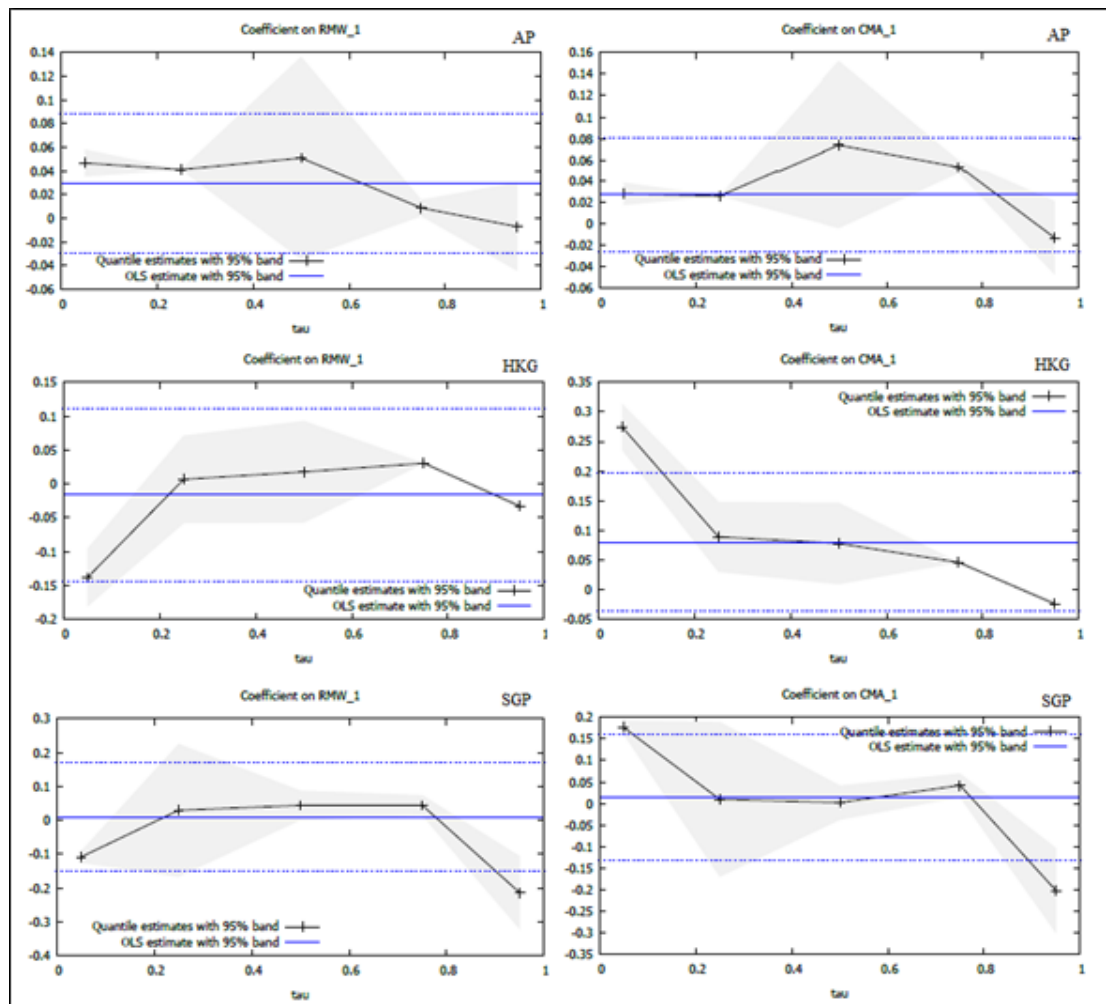 Coefficient on RMW_1 AP
0.14
0.12
0.1
0.08
0.06
0.04
0.02
0
-0.02
-0.04
-0.06
Quantile estimates with 95% band
OLS estimate with 95% band
0 0.2 0.4 0.6 0.8 1
tau
Coefficient on CMA_1 AP
0.16
0.14
0.12
0.1
0.08
0.06
0.04
0.02
0
-0.02
-0.04
-0.06
Quantile estimates with 95% band
OLS estimate with 95% band
0 0.2 0.4 0.6 0.8 1
tau
Coefficient on RMW_1 HKG
0.15
0.1
0.05
0
-0.05
-0.1
-0.15
-0.2
Quantile estimates with 95% band
OLS estimate with 95% band
0 0.2 0.4 0.6 0.8 1
tau
Coefficient on CMA_1 HKG
0.35
0.3
0.25
0.2
0.15
0.1
0.05
0
-0.05
Quantile estimates with 95% band
OLS estimate with 95% band
0 0.2 0.4 0.6 0.8 1
tau
Coefficient on RMW_1 SGP
0.3
0.2
0.1
0
-0.1
-0.2
-0.3
-0.4
Quantile estimates with 95% band
OLS estimate with 95% band
0 0.2 0.4 0.6 0.8 1
tau
Coefficient on CMA_1 SGP
0.2
0.15
0.1
0.05
0
-0.05
-0.1
-0.15
-0.2
-0.25
-0.3
-0.35
Quantile estimates with 95% band
OLS estimate with 95% band
0 0.2 0.4 0.6 0.8 1
tau